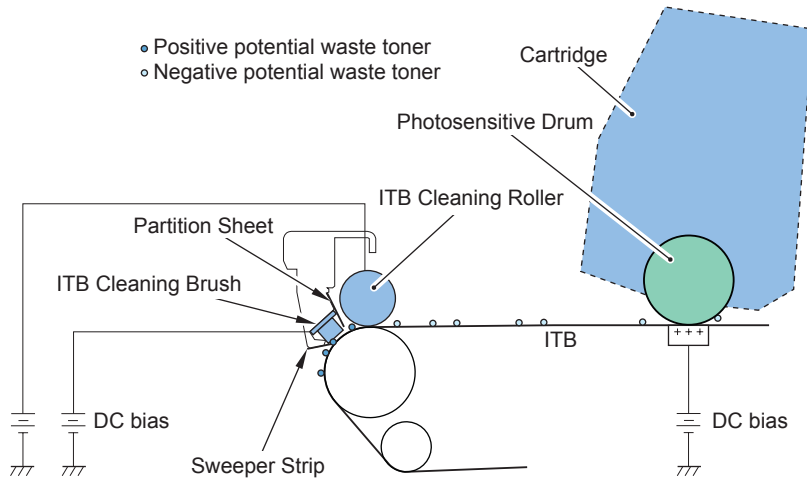 Positive potential waste toner
Negative potential waste toner
Cartridge
Photosensitive Drum
ITB Cleaning Roller
Partition Sheet
ITB Cleaning Brush
+ + +
ITB
DC bias
DC bias
Sweeper Strip